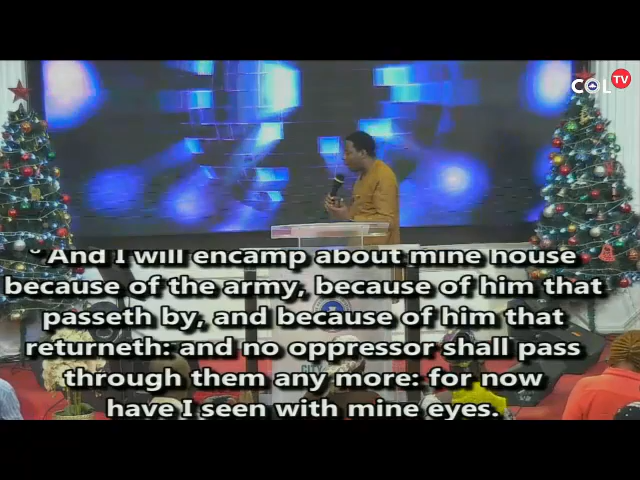 COL TV
8 And I will encamp about mine house
because of the army, because of him that
passeth by, and because of him that
returneth: and no oppressor shall pass
through them any more: for now
have I seen with mine eyes.
CITY